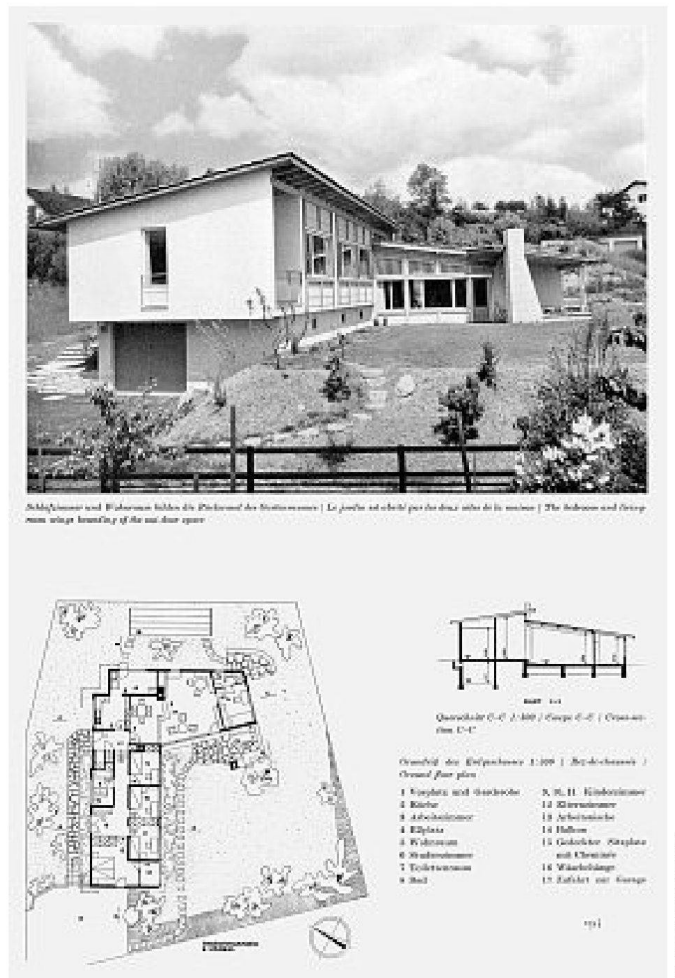 Schlafzimmer und Wohnraum bilden die Rückwand des Gartenraumes | Le jardin est abrité par les deux ailes de la maison | The bedroom and living-
room wings bounding of the out door space
Querschnitt C-C 1:400 / Coupe C-C / Cross-sec-
tion C-C
Grundriß des Erdgeschosses | Rez-de-chaussée /
Ground floor plan
1 Vorplatz und Garderobe
2 Küche
3 Arbeitszimmer
4 Eßplatz
5 Wohnraum
6 Studierzimmer
7 Toilettenraum
8 Bad
9, 10, 11 Kinderzimmer
12 Elternzimmer
13 Arbeitsnische
14 Balkon
15 Gedeckter Sitzplatz
mit Cheminée
16 Wäschehänge
17 Zufahrt zur Garage